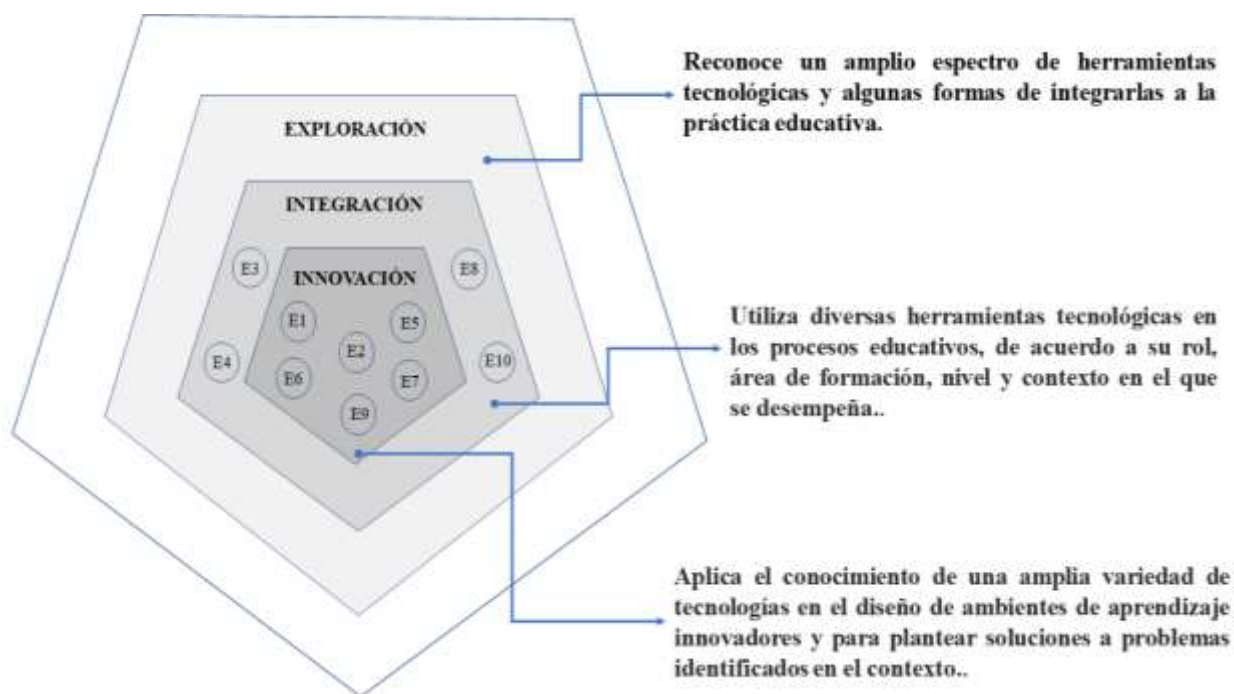 Reconoce un amplio espectro de herramientas
tecnológicas y algunas formas de integrarlas a la
práctica educativa.
EXPLORACIÓN
INTEGRACIÓN
E3
E8
INNOVACIÓN
E1
E5
E2
E4
E10
E6
E7
E9
Utiliza diversas herramientas tecnológicas en
los procesos educativos, de acuerdo a su rol,
área de formación, nivel y contexto en el que
se desempeña..
Aplica el conocimiento de una amplia variedad de
tecnologías en el diseño de ambientes de aprendizaje
innovadores y para plantear soluciones a problemas
identificados en el contexto..